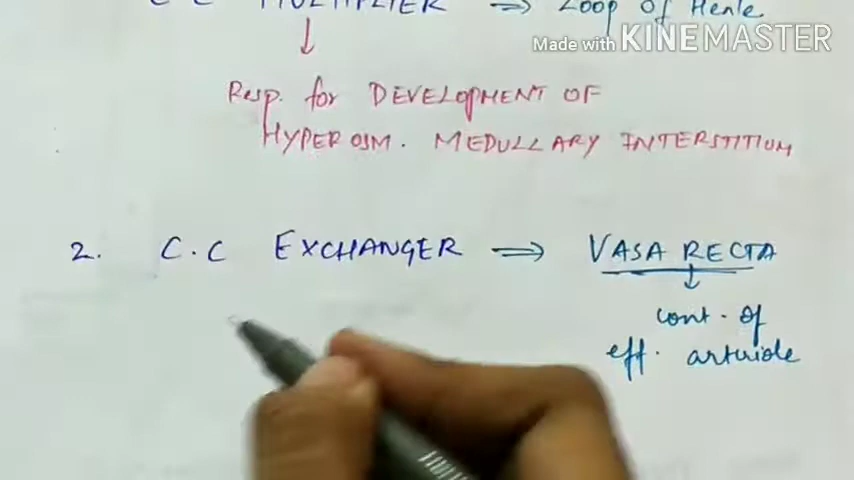 C C MULTIPLIER ⇒ Loop of Henle
Made with KINEMASTER
↓
Resp. for DEVELOPMENT OF
HYPEROSM. MEDULLARY INTERSTITIUM
2. C.C EXCHANGER ⇒ VASA RECTA
↓
cont. of
eff. arteriole